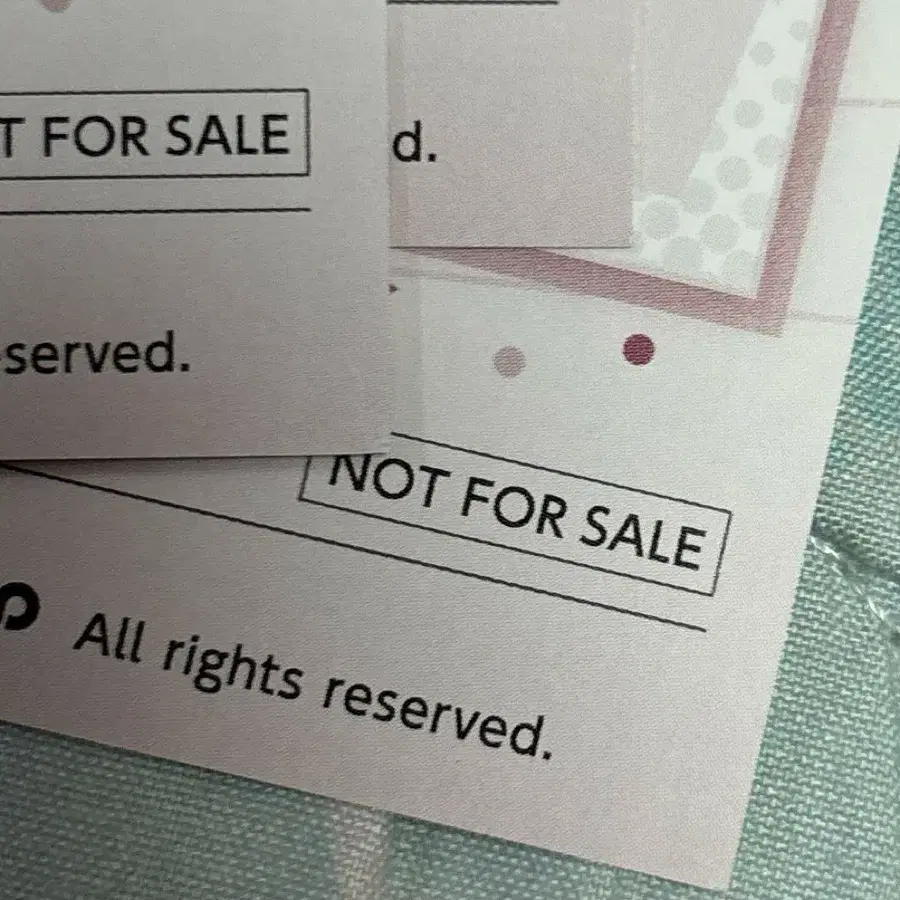 T FOR SALE
d.
served.
NOT FOR SALE
All rights reserved.